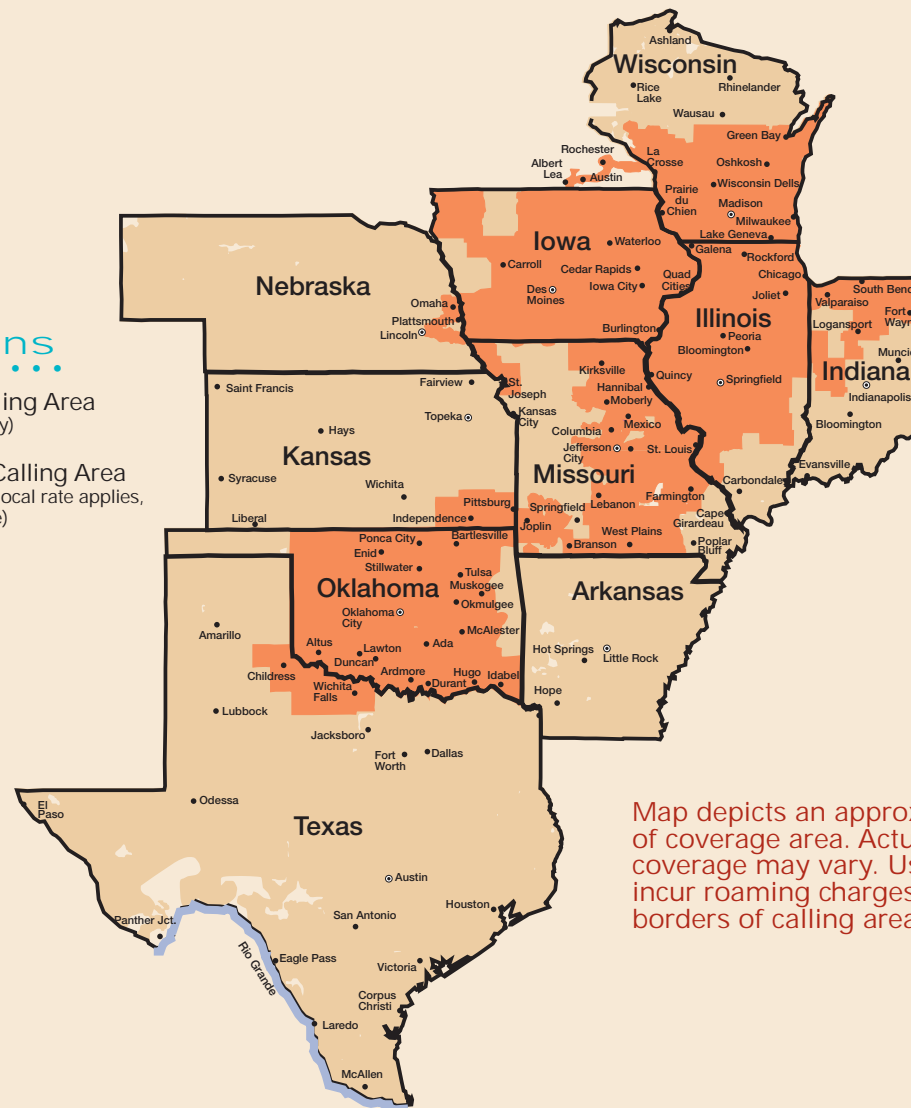 Ashland
Wisconsin
Rice
Lake
Rhinelander
Wausau
Green Bay
Rochester
La
Crosse
Oshkosh
Albert
Lea
Austin
Wisconsin Dells
Prairie
du
Chien
Madison
Milwaukee
Lake Geneva
Iowa
Waterloo
Galena
Rockford
Carroll
Cedar Rapids
Quad
Cities
Chicago
Nebraska
Des
Moines
Iowa City
Joliet
South Bend
Valparaiso
Omaha
Plattsmouth
Lincoln
Burlington
Illinois
Peoria
Bloomington
Fort
Wayn
Logansport
ns
Muncie
Indiana
Saint Francis
Fairview
St.
Joseph
Kirksville
Hannibal
Moberly
Quincy
Springfield
Indianapolis
ing Area
y)
Hays
Topeka
Kansas
City
Mexico
Columbia
Jefferson
City
St. Louis
Bloomington
Kansas
Calling Area
ocal rate applies,
e)
Syracuse
Wichita
Missouri
Evansville
Carbondale
Liberal
Independence
Pittsburg
Springfield
Lebanon
Farmington
Cape
Girardeau
Joplin
West Plains
Branson
Poplar
Bluff
Ponca City
Bartlesville
Enid
Stillwater
Tulsa
Muskogee
Oklahoma
Okmulgee
Oklahoma
City
McAlester
Arkansas
Amarillo
Altus
Lawton
Ada
Duncan
Hot Springs
Little Rock
Childress
Ardmore
Hugo
Idabel
Durant
Wichita
Falls
Hope
Lubbock
Jacksboro
Fort
Worth
Dallas
El
Paso
Odessa
Texas
Map depicts an approx
of coverage area. Actu
coverage may vary. Us
incur roaming charges
borders of calling area
Austin
Houston
San Antonio
Panther Jct.
Rio Grande
Eagle Pass
Victoria
Corpus
Christi
Laredo
McAllen